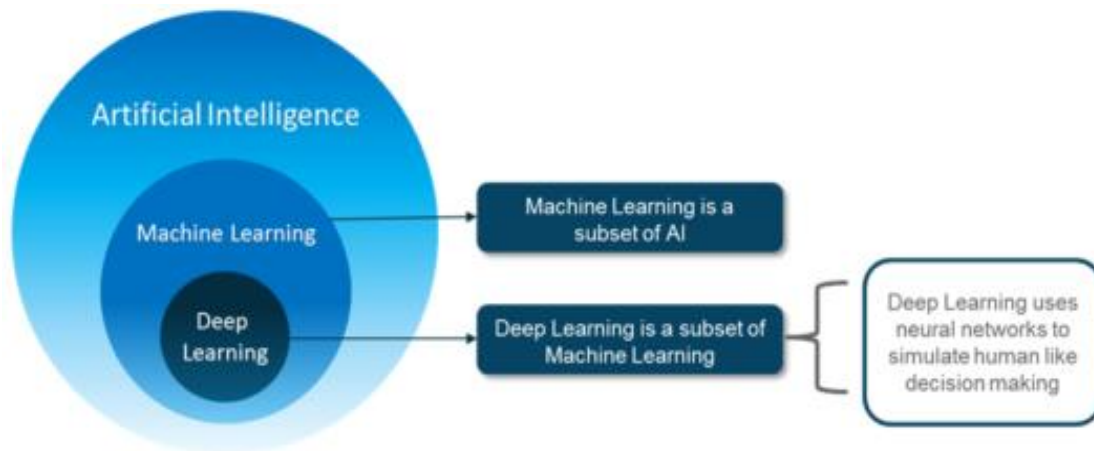 Artificial Intelligence
Machine Learning
Deep
Learning
Machine Learning is a
subset of AI
Deep Learning is a subset of
Machine Learning
Deep Learning uses
neural networks to
simulate human like
decision making